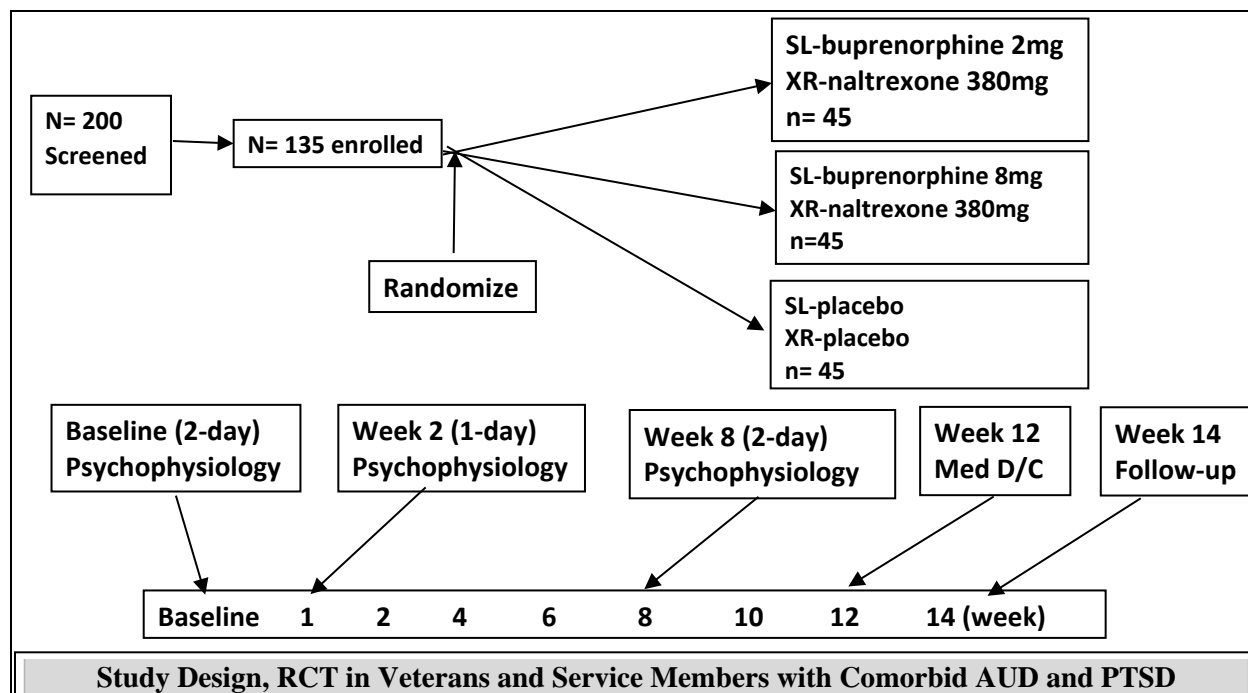 N= 200
Screened
N= 135 enrolled
Randomize
SL-buprenorphine 2mg
XR-naltrexone 380mg
n= 45
SL-buprenorphine 8mg
XR-naltrexone 380mg
n=45
SL-placebo
XR-placebo
n= 45
Baseline (2-day)
Psychophysiology
Week 2 (1-day)
Psychophysiology
Week 8 (2-day)
Psychophysiology
Week 12
Med D/C
Week 14
Follow-up
Baseline 1 2 4 6 8 10 12 14 (week)
Study Design, RCT in Veterans and Service Members with Comorbid AUD and PTSD